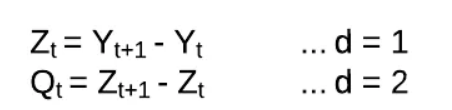 Zₜ = Yₜ₊₁ - Yₜ ... d = 1
Qₜ = Zₜ₊₁ - Zₜ ... d = 2